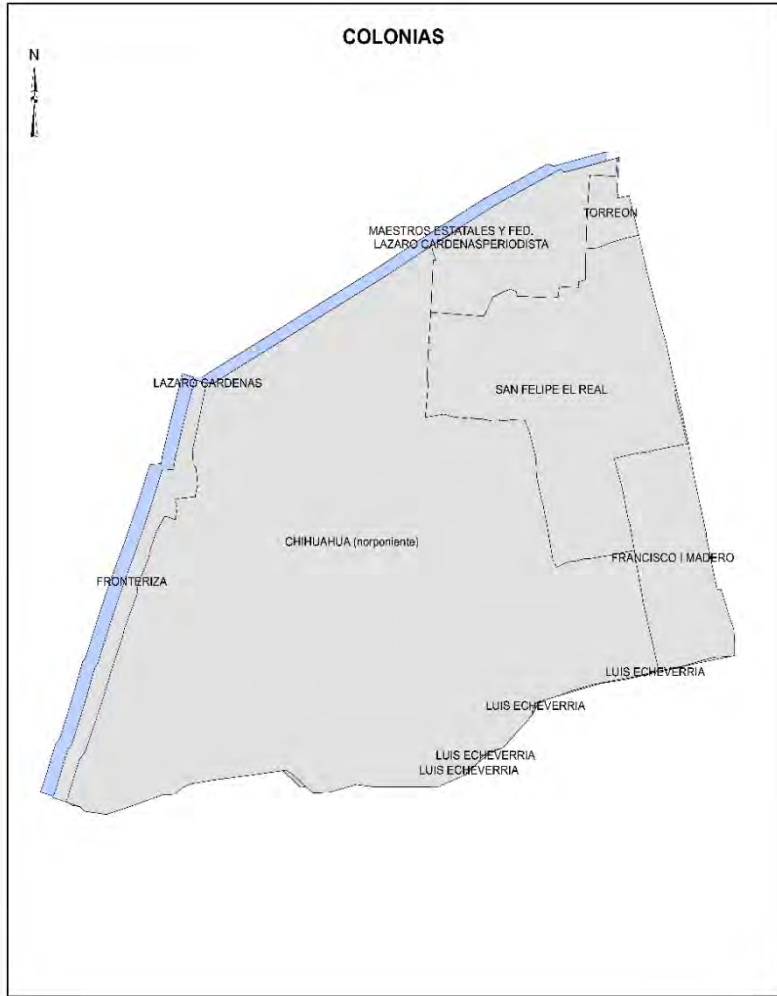 COLONIAS
N
TORREON
MAESTROS ESTATALES Y FED.
LAZARO CARDENASPERIODISTA
LAZARO CARDENAS
SAN FELIPE EL REAL
CHIHUAHUA (norponiente)
FRANCISCO I MADERO
FRONTERIZA
LUIS ECHEVERRIA
LUIS ECHEVERRIA
LUIS ECHEVERRIA
LUIS ECHEVERRIA